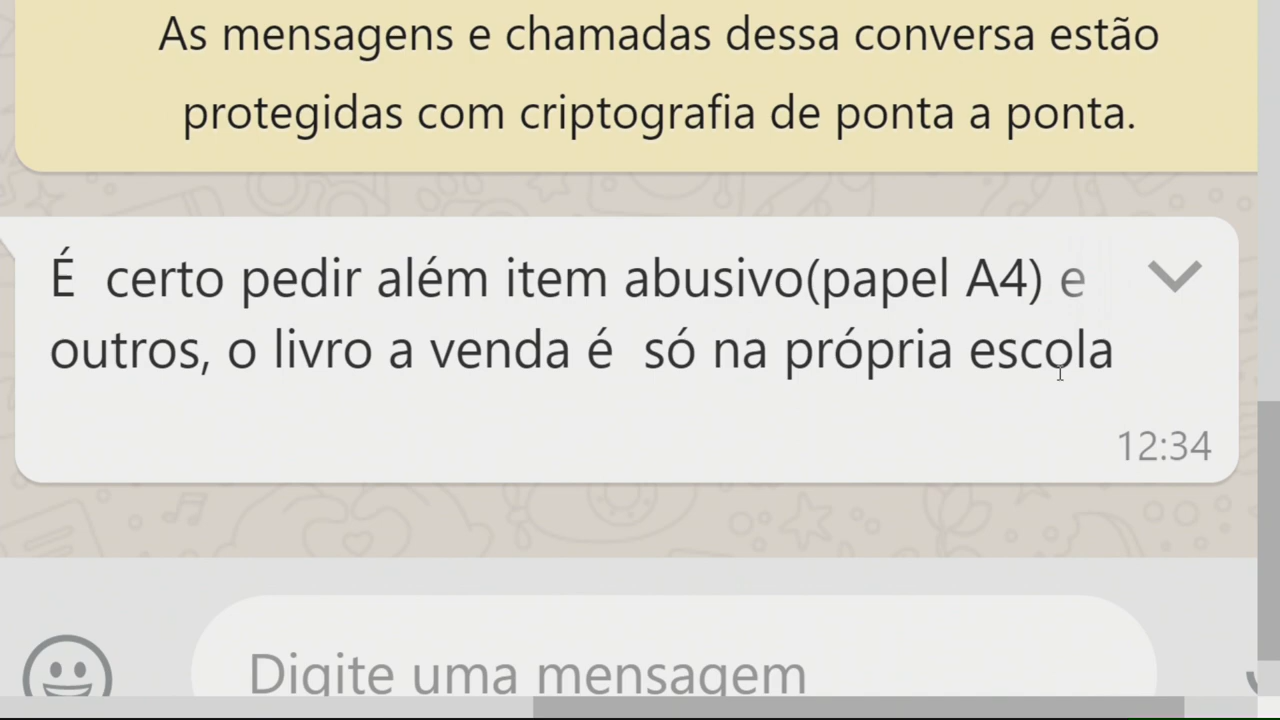 As mensagens e chamadas dessa conversa estão
protegidas com criptografia de ponta a ponta.
É  certo pedir além item abusivo(papel A4) e
outros, o livro a venda é  só na própria escola
12:34
Digite uma mensagem